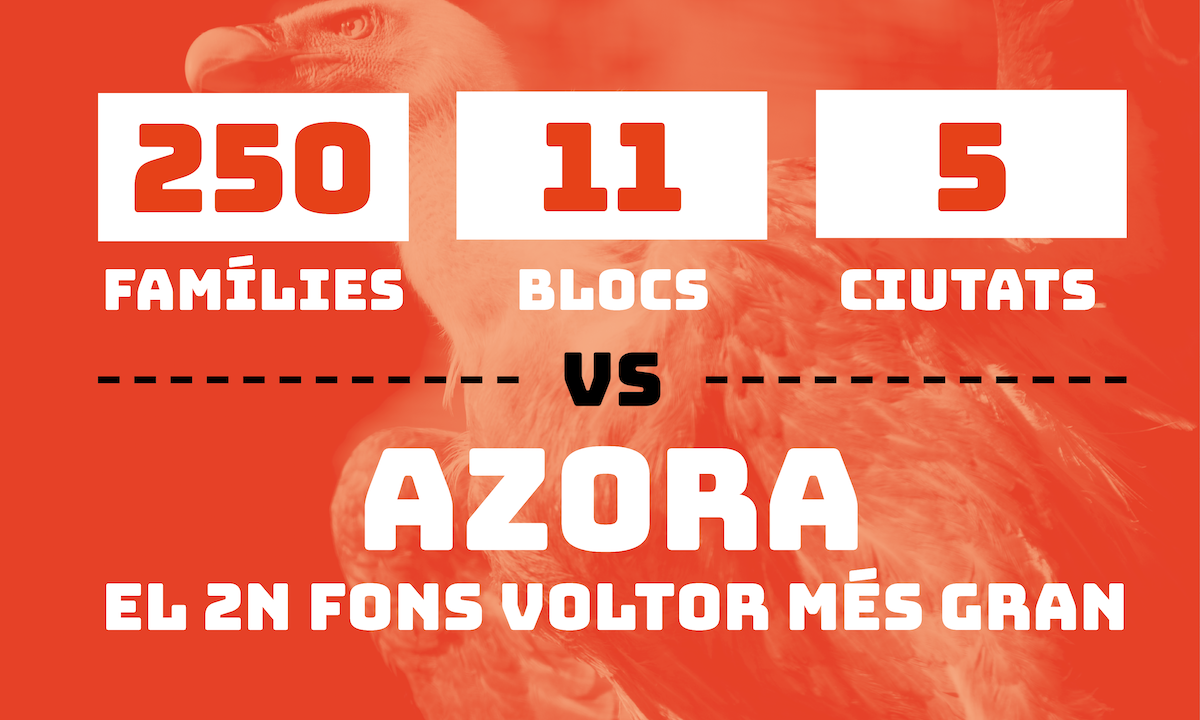 250 11 5
FAMÍLIES BLOCS CIUTATS
VS
AZORA
EL 2N FONS VOLTOR MÉS GRAN